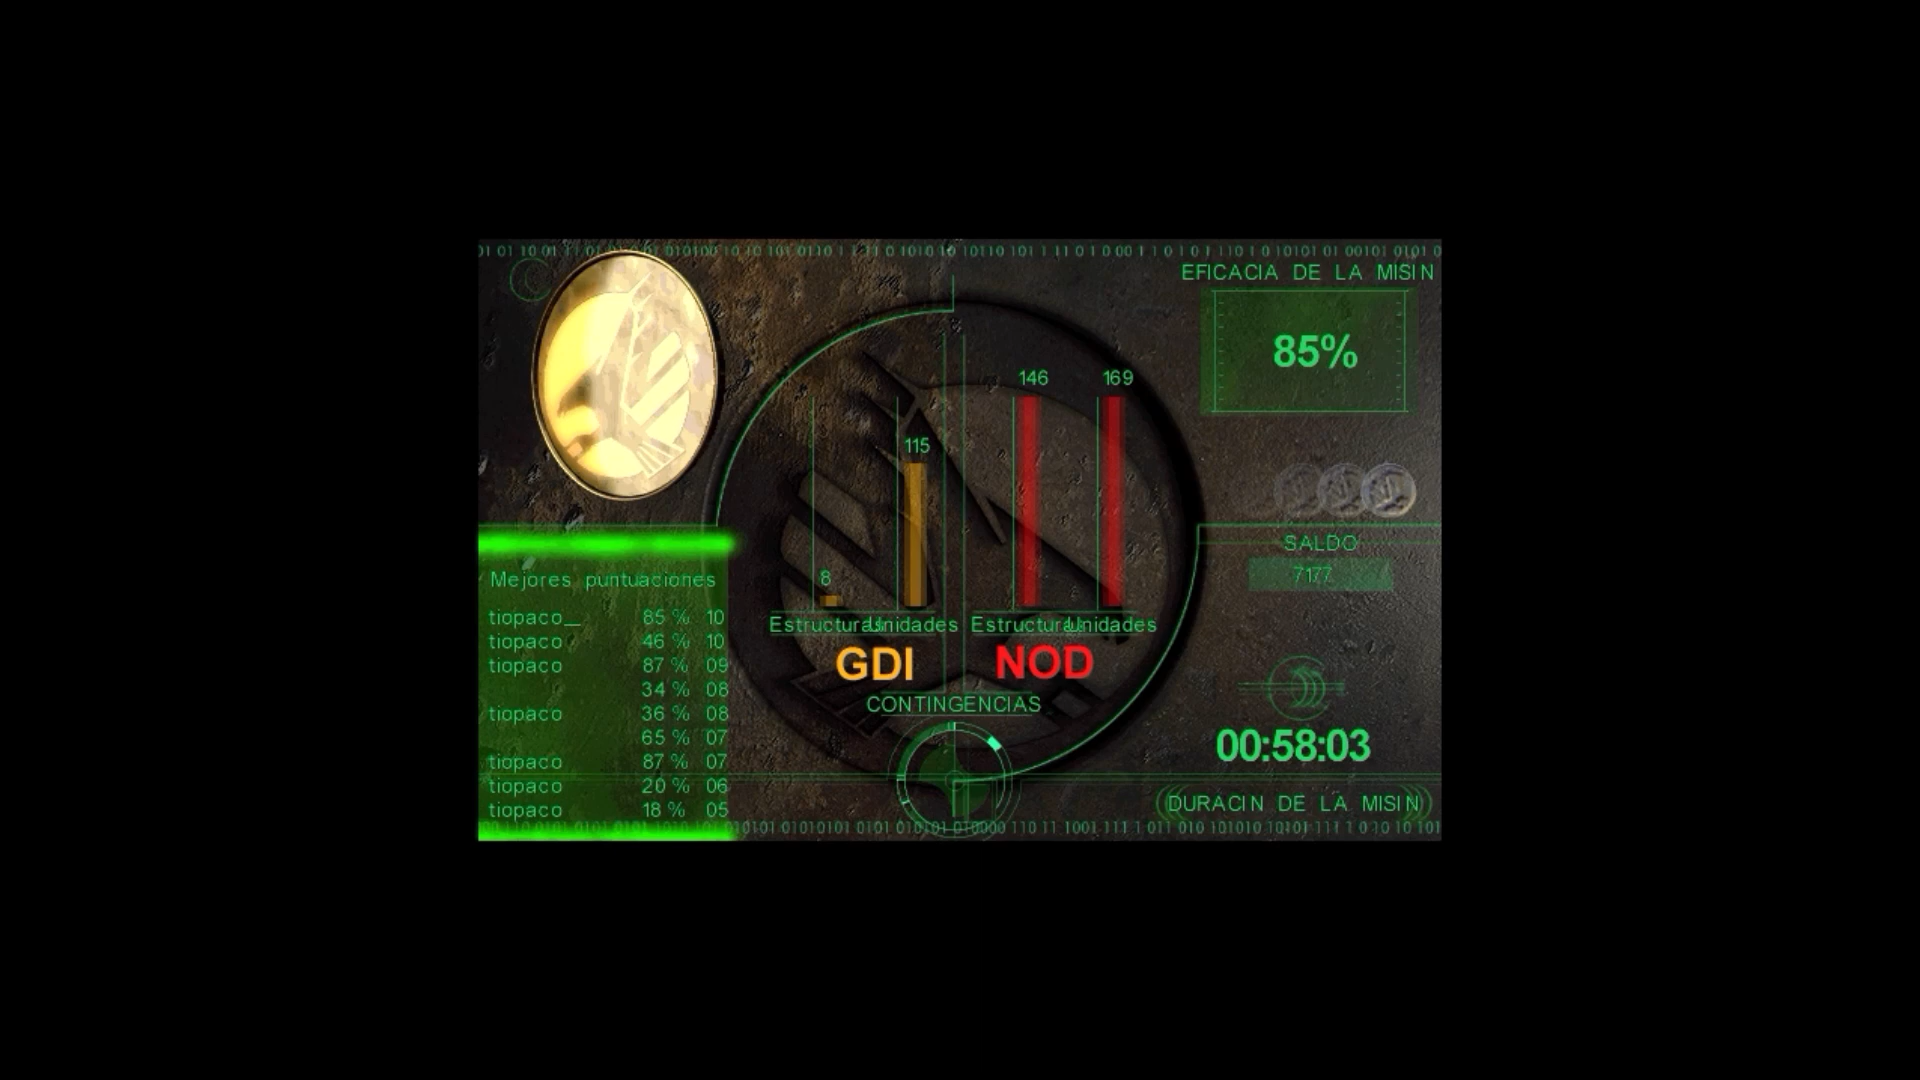 EFICACIA DE LA MISIN
85%
146 169
115
8
SALDO
7177
Mejores puntuaciones
tiopaco_ 85 % 10
tiopaco 46 % 10
tiopaco 87 % 09
34 % 08
tiopaco 36 % 08
65 % 07
tiopaco 87 % 07
tiopaco 20 % 06
tiopaco 18 % 05
Estructuras Unidades Estructuras Unidades
GDI NOD
CONTINGENCIAS
00:58:03
DURACIN DE LA MISIN